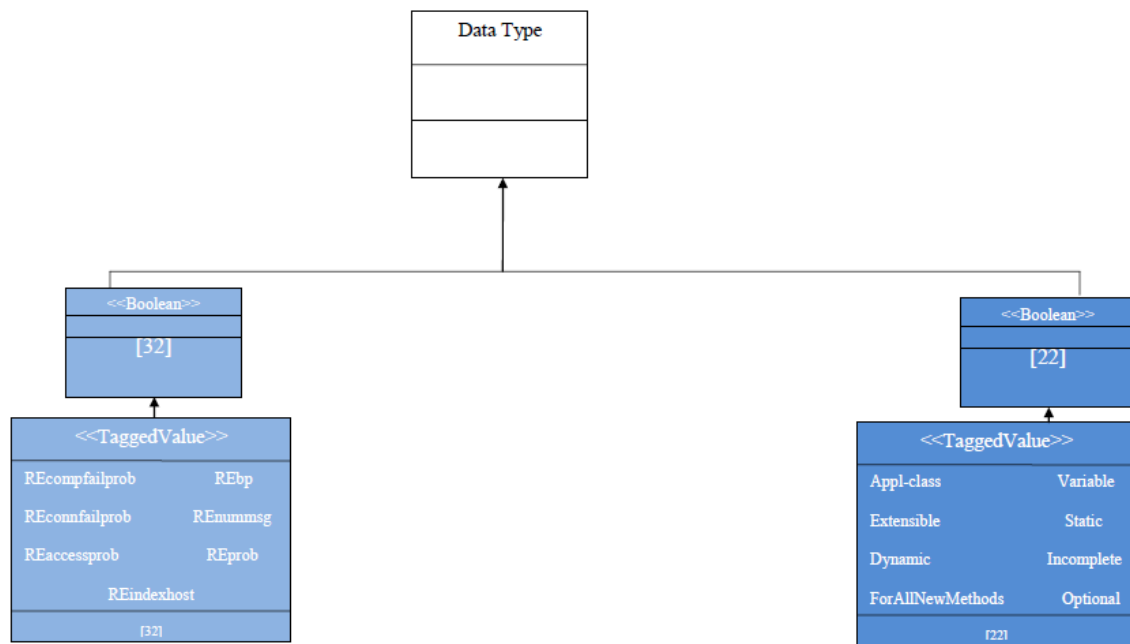 Data Type
<<Boolean>>
[32]
<<TaggedValue>>
REcompfailprob REbp
REconnfailprob REnummsg
REaccessprob REprob
REindexhost
[32]
<<Boolean>>
[22]
<<TaggedValue>>
Appl-class Variable
Extensible Static
Dynamic Incomplete
ForAllNewMethods Optional
[22]